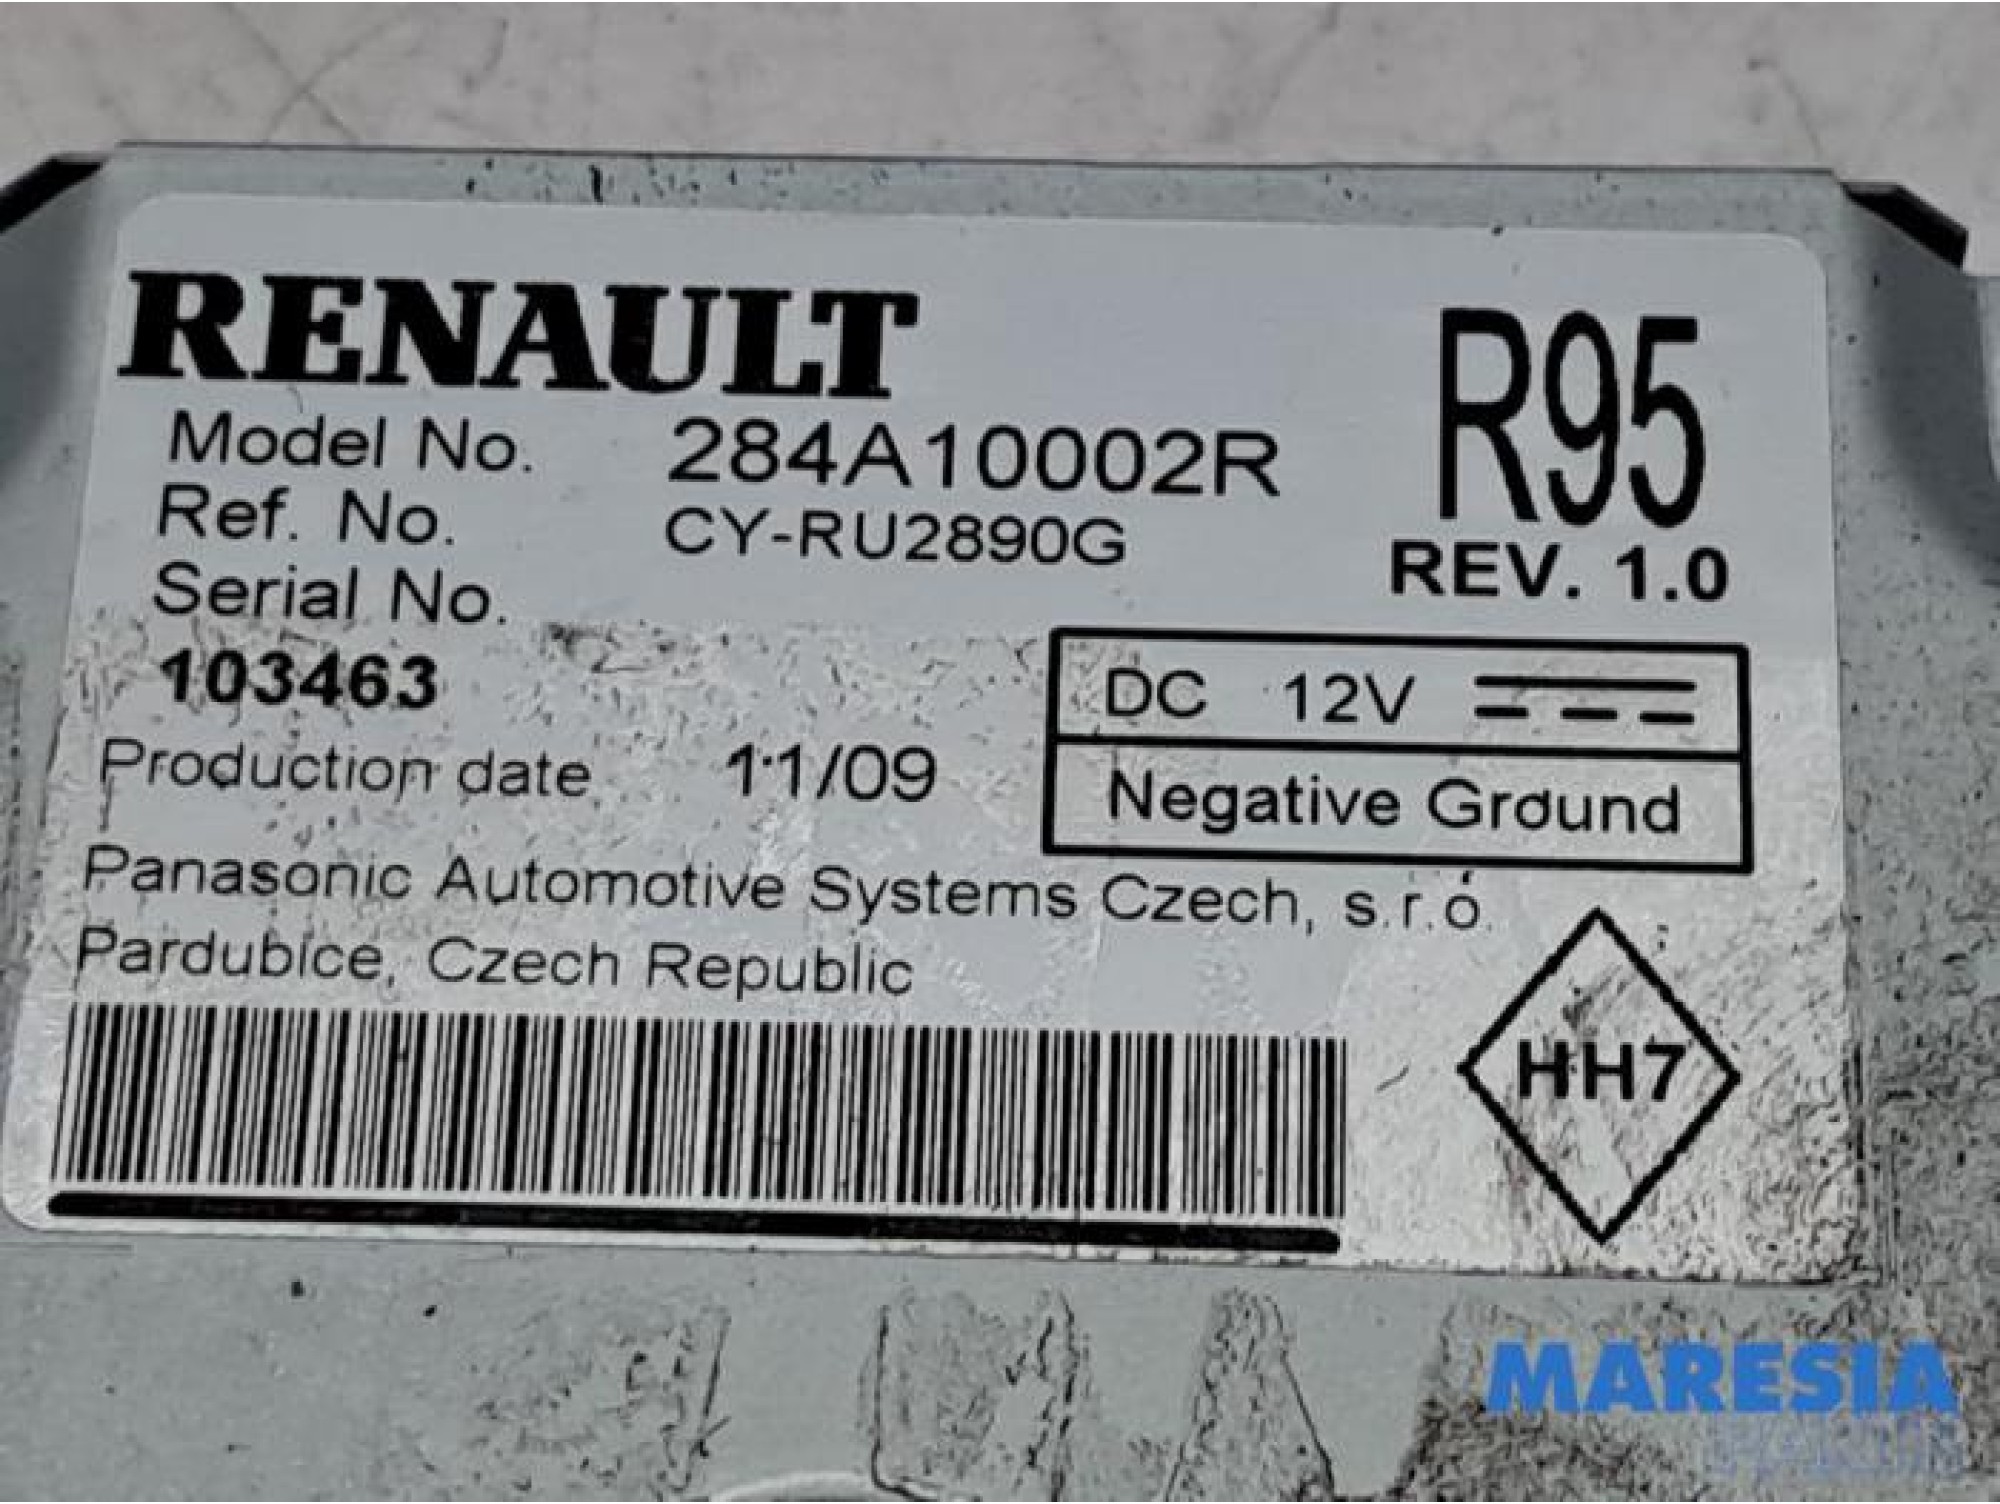 RENAULT
R95
Model No. 284A10002R
Ref. No. CY-RU2890G
REV. 1.0
Serial No.
103463
DC 12V
Production date 11/09
Negative Ground
Panasonic Automotive Systems Czech, s.r.o.
Pardubice, Czech Republic
HH7
MARESIA
PARTS